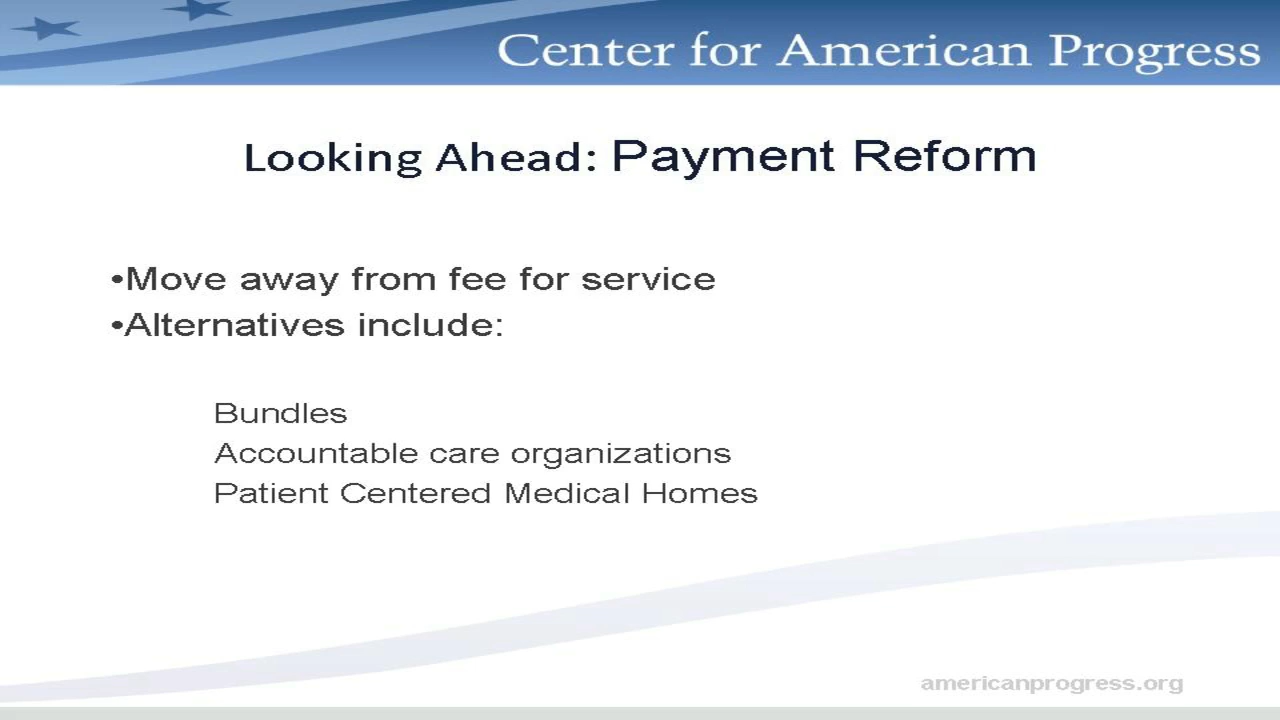 Center for American Progress
Looking Ahead: Payment Reform
•Move away from fee for service
•Alternatives include:
Bundles
Accountable care organizations
Patient Centered Medical Homes
americanprogress.org